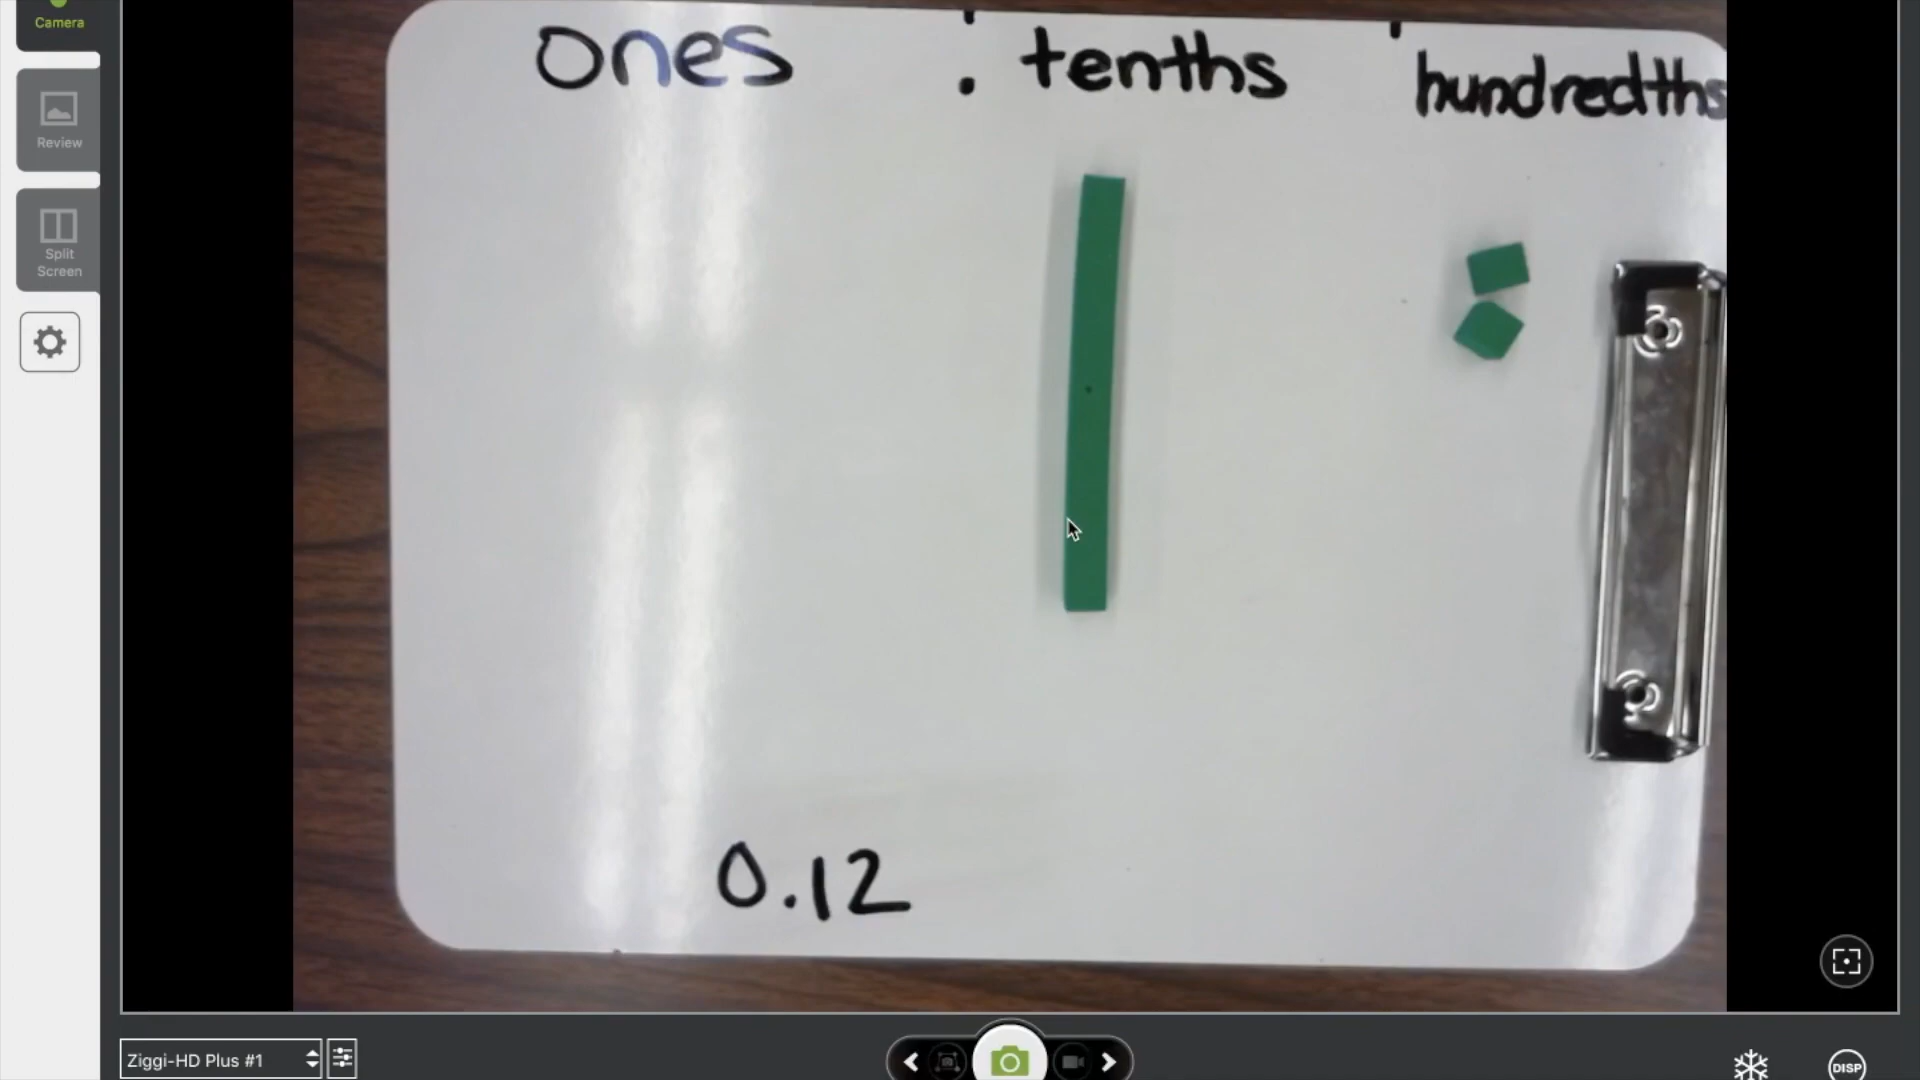 Camera
ones . tenths hundredths
Review
Split
Screen
0.12
Ziggi-HD Plus #1
DISP